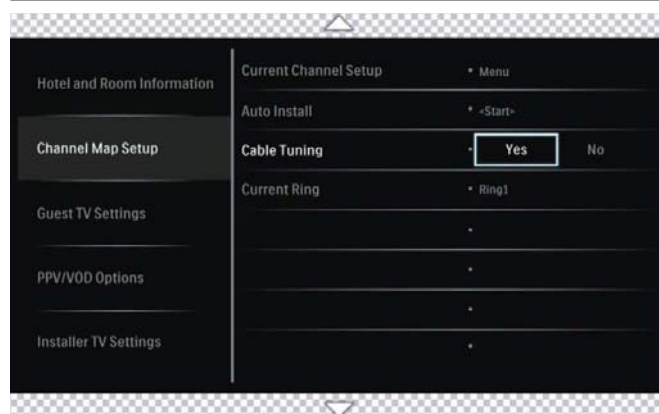 Hotel and Room Information
Channel Map Setup
Guest TV Settings
PPV/VOD Options
Installer TV Settings
Current Channel Setup • Menu
Auto Install • <Start>
Cable Tuning • Yes No
Current Ring • Ring1